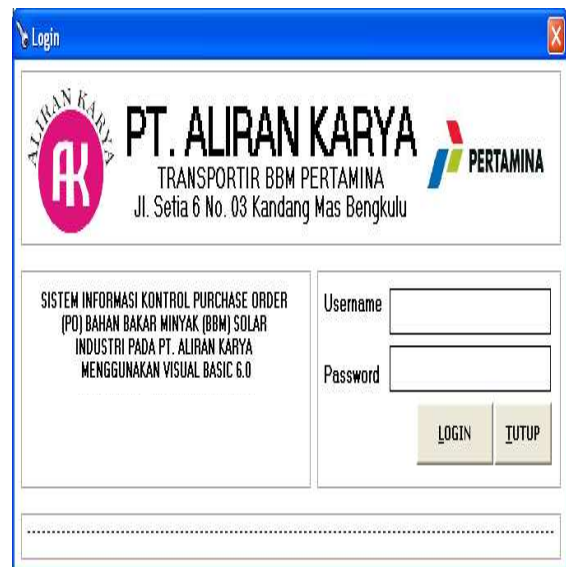 Login
ALIRAN KARYA
AK
PT. ALIRAN KARYA
TRANSPORTIR BBM PERTAMINA
Jl. Setia 6 No. 03 Kandang Mas Bengkulu
PERTAMINA
SISTEM INFORMASI KONTROL PURCHASE ORDER
(PO) BAHAN BAKAR MINYAK (BBM) SOLAR
INDUSTRI PADA PT. ALIRAN KARYA
MENGGUNAKAN VISUAL BASIC 6.0
Username
Password
LOGIN
TUTUP